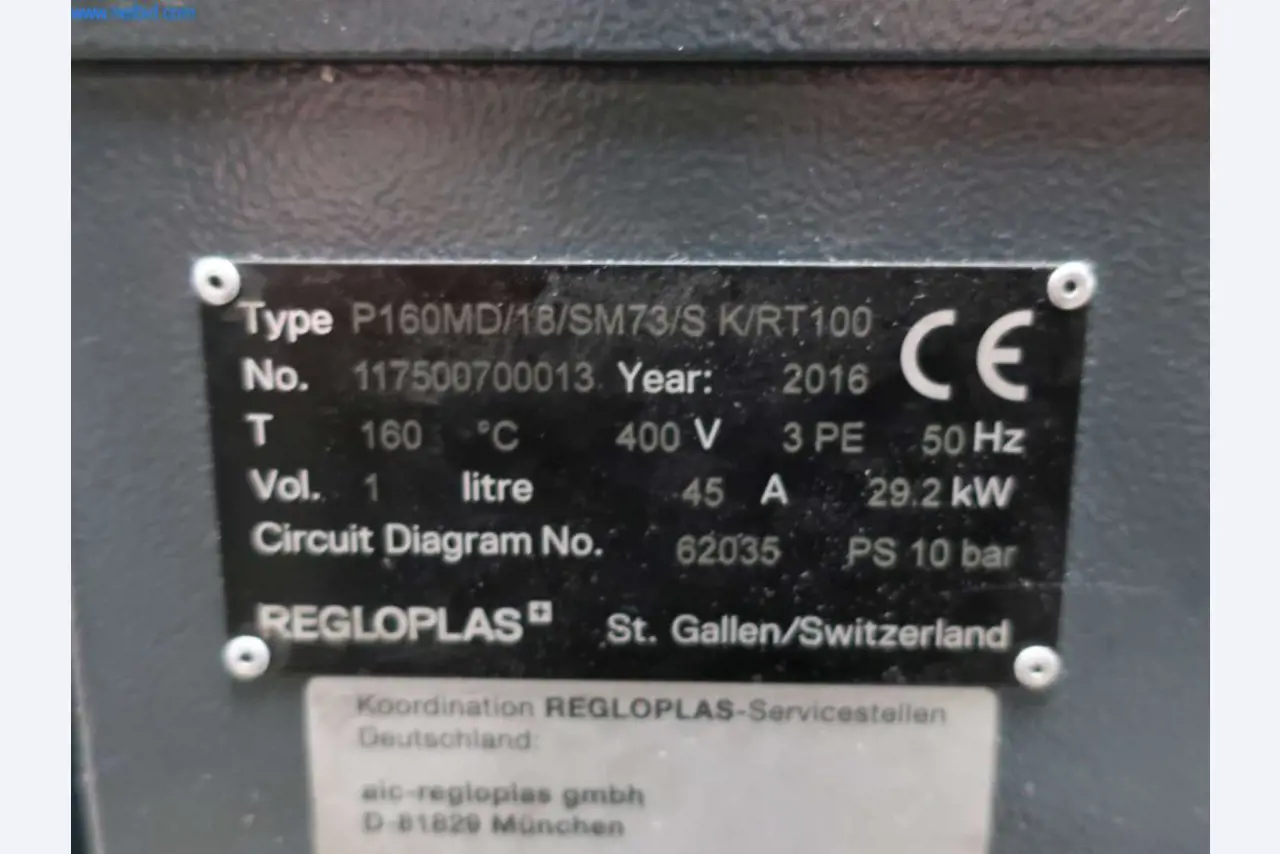 Type P160MD/18/SM73/S K/RT100 CE
No. 117500700013 Year: 2016
T 160 °C 400 V 3 PE 50 Hz
Vol. 1 litre 45 A 29.2 kW
Circuit Diagram No. 62035 PS 10 bar
REGLOPLAS St. Gallen/Switzerland
Koordination REGLOPLAS-Servicestellen
Deutschland:
aic-regloplas gmbh
D-81829 München